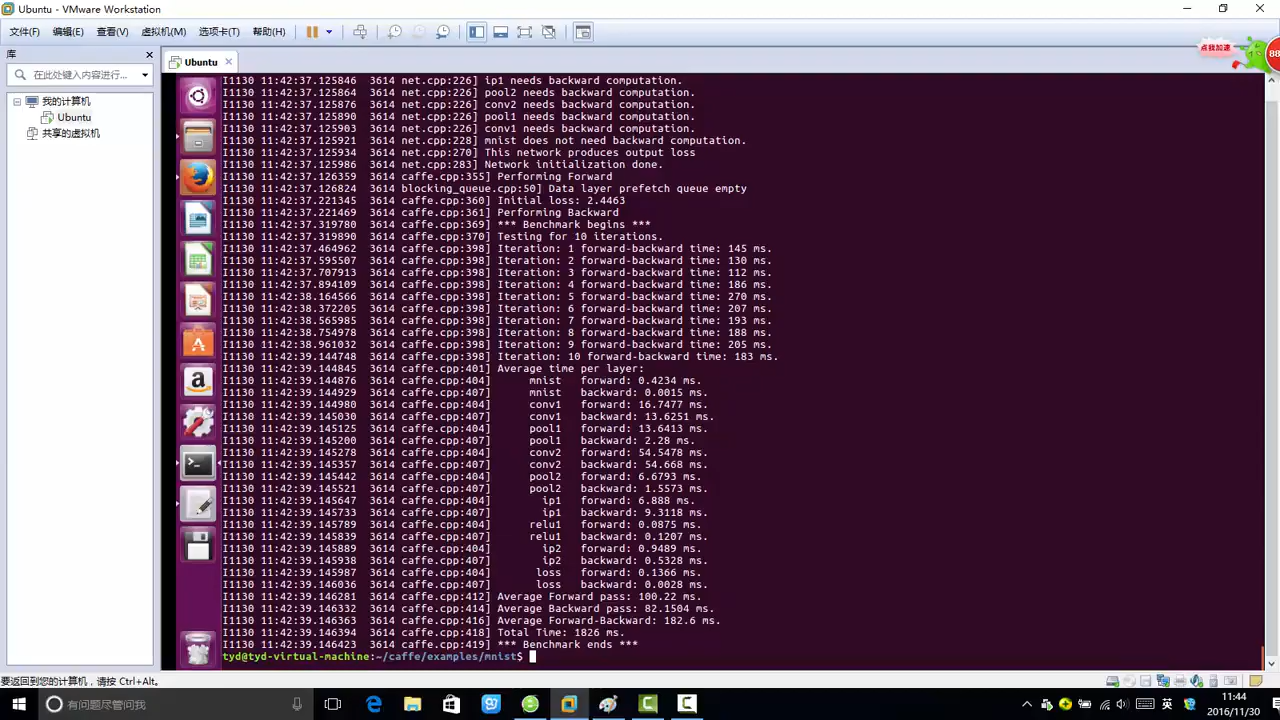 Ubuntu - VMware Workstation
文件(F) 编辑(E) 查看(V) 虚拟机(M) 选项卡(T) 帮助(H)
点我加速
88
库
在此处键入内容进行...
我的计算机
Ubuntu
共享的虚拟机
Ubuntu
I1130 11:42:37.125846  3614 net.cpp:226] ip1 needs backward computation.
I1130 11:42:37.125864  3614 net.cpp:226] pool2 needs backward computation.
I1130 11:42:37.125876  3614 net.cpp:226] conv2 needs backward computation.
I1130 11:42:37.125890  3614 net.cpp:226] pool1 needs backward computation.
I1130 11:42:37.125903  3614 net.cpp:226] conv1 needs backward computation.
I1130 11:42:37.125921  3614 net.cpp:228] mnist does not need backward computation.
I1130 11:42:37.125934  3614 net.cpp:270] This network produces output loss
I1130 11:42:37.125986  3614 net.cpp:283] Network initialization done.
I1130 11:42:37.126359  3614 caffe.cpp:355] Performing Forward
I1130 11:42:37.126824  3614 blocking_queue.cpp:50] Data layer prefetch queue empty
I1130 11:42:37.221345  3614 caffe.cpp:360] Initial loss: 2.4463
I1130 11:42:37.221469  3614 caffe.cpp:361] Performing Backward
I1130 11:42:37.319780  3614 caffe.cpp:369] *** Benchmark begins ***
I1130 11:42:37.319890  3614 caffe.cpp:370] Testing for 10 iterations.
I1130 11:42:37.464962  3614 caffe.cpp:398] Iteration: 1 forward-backward time: 145 ms.
I1130 11:42:37.595507  3614 caffe.cpp:398] Iteration: 2 forward-backward time: 130 ms.
I1130 11:42:37.707913  3614 caffe.cpp:398] Iteration: 3 forward-backward time: 112 ms.
I1130 11:42:37.894109  3614 caffe.cpp:398] Iteration: 4 forward-backward time: 186 ms.
I1130 11:42:38.164566  3614 caffe.cpp:398] Iteration: 5 forward-backward time: 270 ms.
I1130 11:42:38.372205  3614 caffe.cpp:398] Iteration: 6 forward-backward time: 207 ms.
I1130 11:42:38.565985  3614 caffe.cpp:398] Iteration: 7 forward-backward time: 193 ms.
I1130 11:42:38.754978  3614 caffe.cpp:398] Iteration: 8 forward-backward time: 188 ms.
I1130 11:42:38.961032  3614 caffe.cpp:398] Iteration: 9 forward-backward time: 205 ms.
I1130 11:42:39.144748  3614 caffe.cpp:398] Iteration: 10 forward-backward time: 183 ms.
I1130 11:42:39.144845  3614 caffe.cpp:401] Average time per layer:
I1130 11:42:39.144876  3614 caffe.cpp:404]      mnist   forward: 0.4234 ms.
I1130 11:42:39.144929  3614 caffe.cpp:407]      mnist   backward: 0.0015 ms.
I1130 11:42:39.144980  3614 caffe.cpp:404]      conv1   forward: 16.7477 ms.
I1130 11:42:39.145030  3614 caffe.cpp:407]      conv1   backward: 13.6251 ms.
I1130 11:42:39.145125  3614 caffe.cpp:404]      pool1   forward: 13.6413 ms.
I1130 11:42:39.145200  3614 caffe.cpp:407]      pool1   backward: 2.28 ms.
I1130 11:42:39.145278  3614 caffe.cpp:404]      conv2   forward: 54.5478 ms.
I1130 11:42:39.145357  3614 caffe.cpp:407]      conv2   backward: 54.668 ms.
I1130 11:42:39.145442  3614 caffe.cpp:404]      pool2   forward: 6.6793 ms.
I1130 11:42:39.145521  3614 caffe.cpp:407]      pool2   backward: 1.5573 ms.
I1130 11:42:39.145647  3614 caffe.cpp:404]        ip1   forward: 6.888 ms.
I1130 11:42:39.145733  3614 caffe.cpp:407]        ip1   backward: 9.3118 ms.
I1130 11:42:39.145789  3614 caffe.cpp:404]      relu1   forward: 0.0875 ms.
I1130 11:42:39.145839  3614 caffe.cpp:407]      relu1   backward: 0.1207 ms.
I1130 11:42:39.145889  3614 caffe.cpp:404]        ip2   forward: 0.9489 ms.
I1130 11:42:39.145938  3614 caffe.cpp:407]        ip2   backward: 0.5328 ms.
I1130 11:42:39.145987  3614 caffe.cpp:404]       loss   forward: 0.1366 ms.
I1130 11:42:39.146036  3614 caffe.cpp:407]       loss   backward: 0.0028 ms.
I1130 11:42:39.146281  3614 caffe.cpp:412] Average Forward pass: 100.22 ms.
I1130 11:42:39.146332  3614 caffe.cpp:414] Average Backward pass: 82.1504 ms.
I1130 11:42:39.146363  3614 caffe.cpp:416] Average Forward-Backward: 182.6 ms.
I1130 11:42:39.146394  3614 caffe.cpp:418] Total Time: 1826 ms.
I1130 11:42:39.146423  3614 caffe.cpp:419] *** Benchmark ends ***
tyd@tyd-virtual-machine:~/caffe/examples/mnist$
要返回到您的计算机，请按 Ctrl+Alt。
有问题尽管问我
英
11:44
2016/11/30